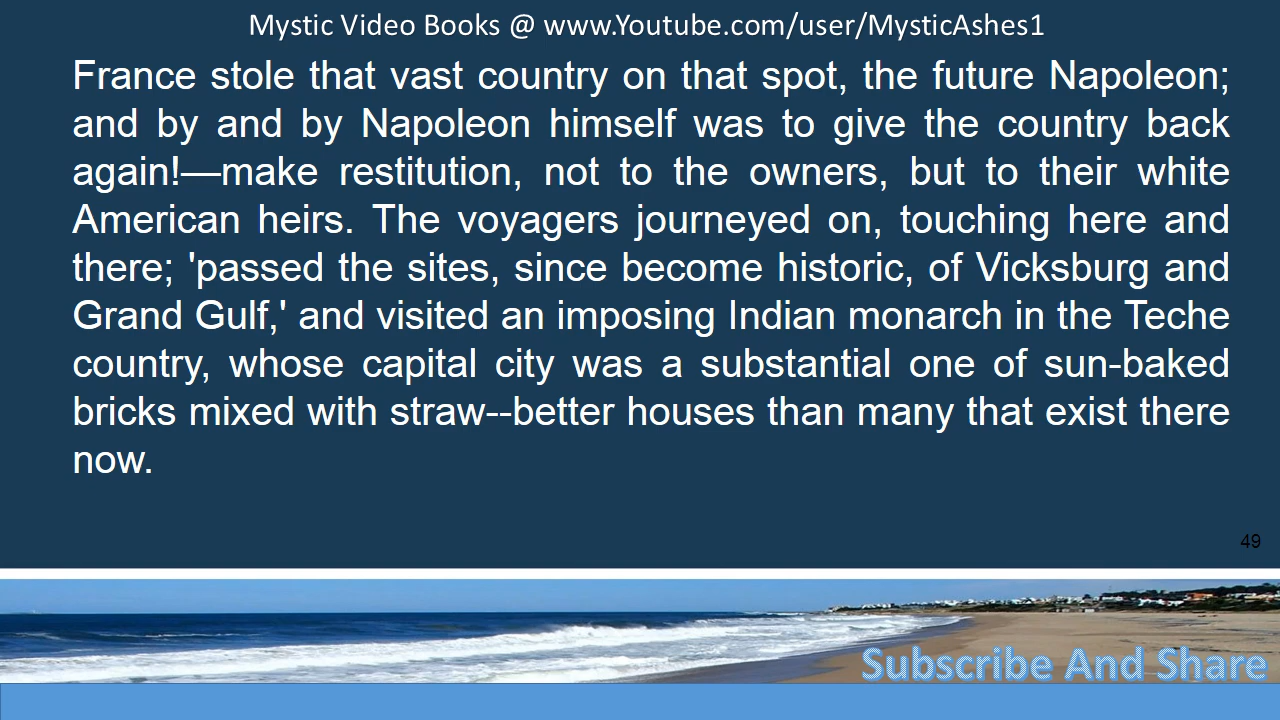 Mystic Video Books @ www.Youtube.com/user/MysticAshes1
France stole that vast country on that spot, the future Napoleon;
and by and by Napoleon himself was to give the country back
again!—make restitution, not to the owners, but to their white
American heirs. The voyagers journeyed on, touching here and
there; 'passed the sites, since become historic, of Vicksburg and
Grand Gulf,' and visited an imposing Indian monarch in the Teche
country, whose capital city was a substantial one of sun-baked
bricks mixed with straw--better houses than many that exist there
now.
49
Subscribe And Share